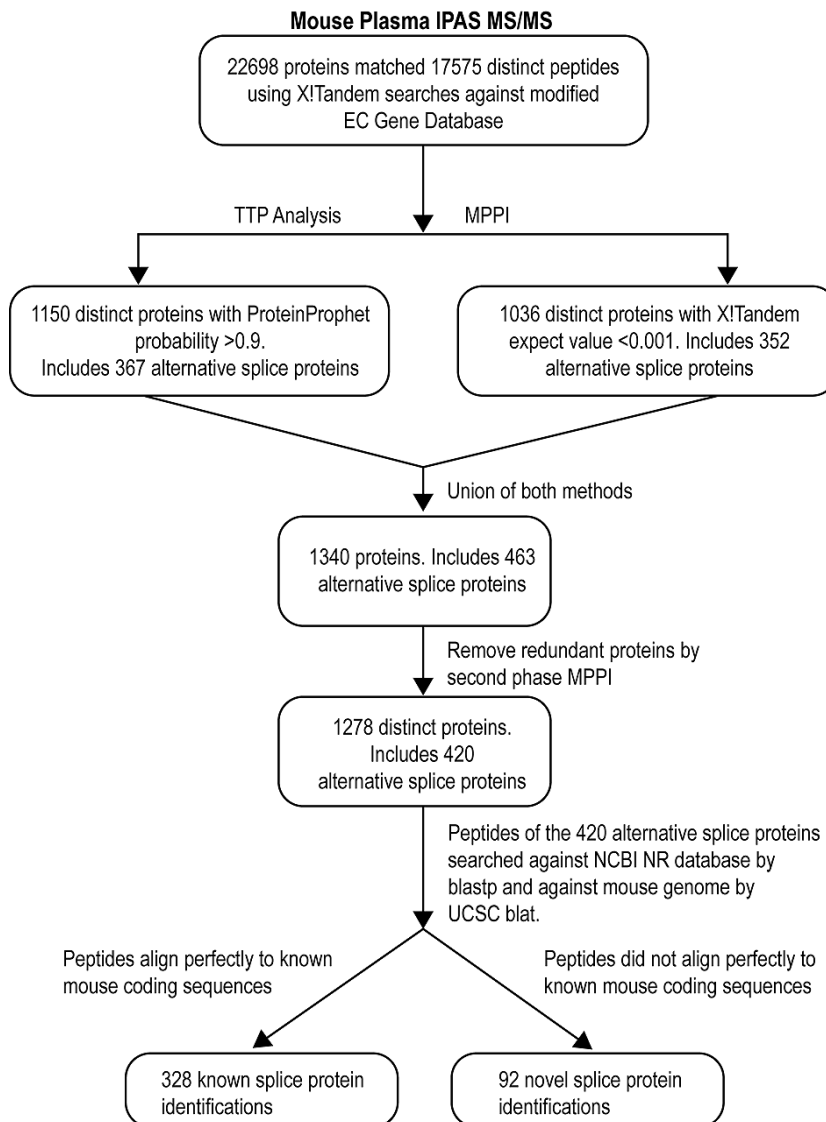 Mouse Plasma IPAS MS/MS
22698 proteins matched 17575 distinct peptides
using X!Tandem searches against modified
EC Gene Database
TTP Analysis
MPPI
1150 distinct proteins with ProteinProphet
probability >0.9.
Includes 367 alternative splice proteins
1036 distinct proteins with X!Tandem
expect value <0.001. Includes 352
alternative splice proteins
Union of both methods
1340 proteins. Includes 463
alternative splice proteins
Remove redundant proteins by
second phase MPPI
1278 distinct proteins.
Includes 420
alternative splice proteins
Peptides of the 420 alternative splice proteins
searched against NCBI NR database by
blastp and against mouse genome by
UCSC blat.
Peptides align perfectly to known
mouse coding sequences
Peptides did not align perfectly to
known mouse coding sequences
328 known splice protein
identifications
92 novel splice protein
identifications